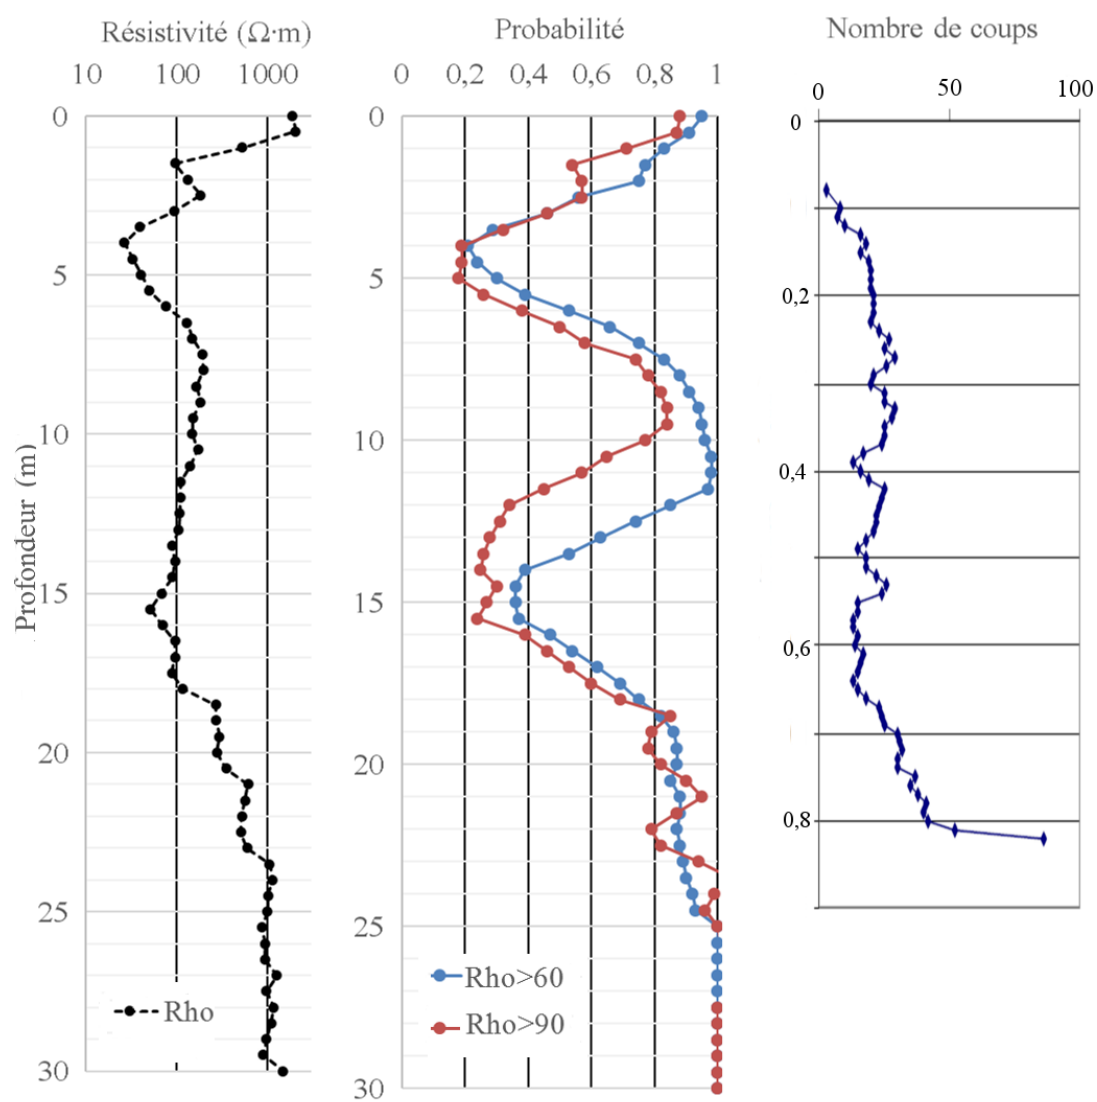 Résistivité (Ω·m)
10 100 1000
Profondeur (m)
0
5
10
15
20
25
30
Rho
Probabilité
0 0,2 0,4 0,6 0,8 1
0
5
10
15
20
25
30
Rho>60
Rho>90
Nombre de coups
0 50 100
0
0,2
0,4
0,6
0,8